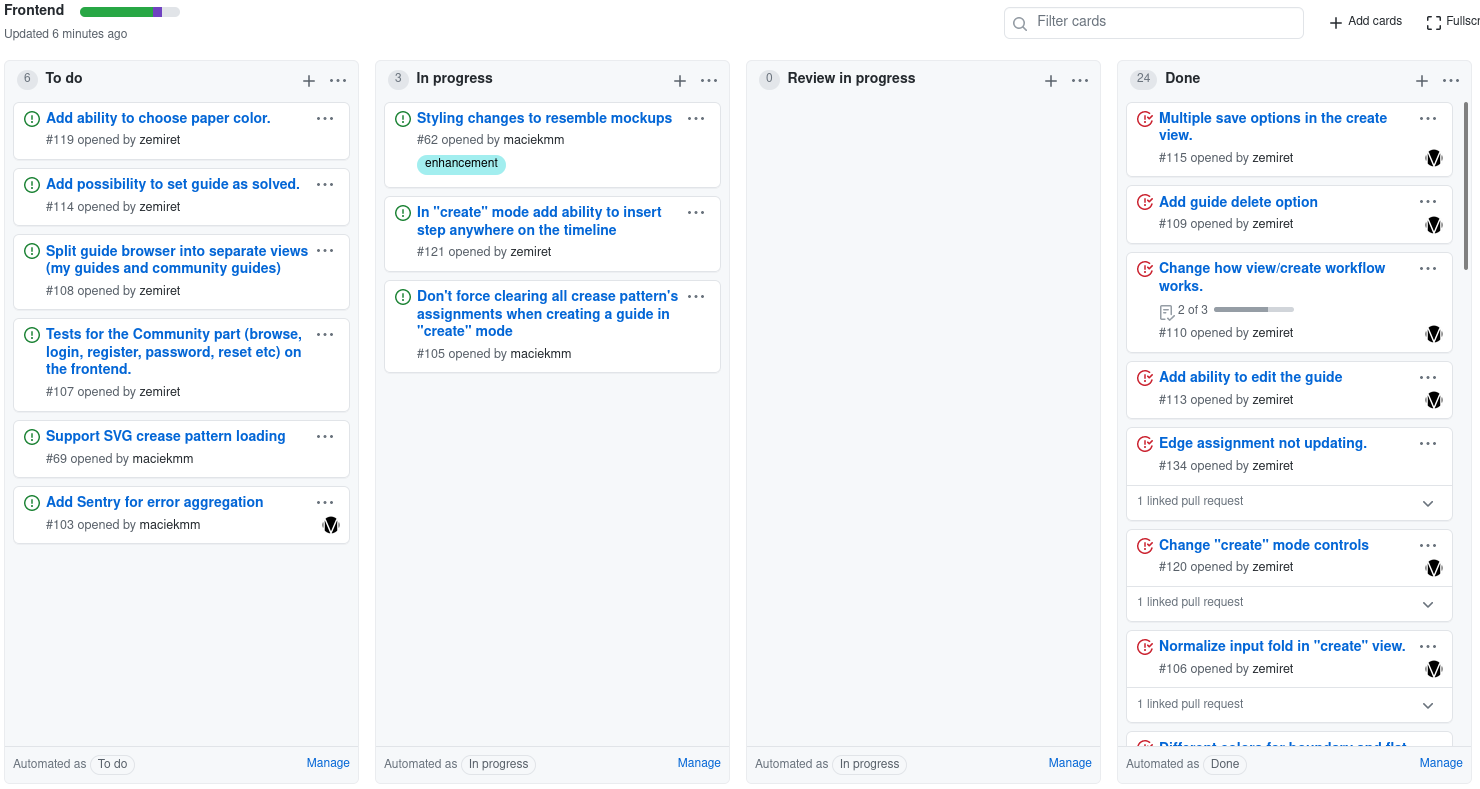 Frontend
Updated 6 minutes ago
Filter cards
Add cards
Fullscr
6 To do
Add ability to choose paper color.
#119 opened by zemiret
Add possibility to set guide as solved.
#114 opened by zemiret
Split guide browser into separate views
(my guides and community guides)
#108 opened by zemiret
Tests for the Community part (browse,
login, register, password, reset etc) on
the frontend.
#107 opened by zemiret
Support SVG crease pattern loading
#69 opened by maciekmm
Add Sentry for error aggregation
#103 opened by maciekmm
Automated as To do Manage
3 In progress
Styling changes to resemble mockups
#62 opened by maciekmm
enhancement
In "create" mode add ability to insert
step anywhere on the timeline
#121 opened by zemiret
Don't force clearing all crease pattern's
assignments when creating a guide in
"create" mode
#105 opened by maciekmm
Automated as In progress Manage
0 Review in progress
Automated as In progress Manage
24 Done
Multiple save options in the create
view.
#115 opened by zemiret
Add guide delete option
#109 opened by zemiret
Change how view/create workflow
works.
2 of 3
#110 opened by zemiret
Add ability to edit the guide
#113 opened by zemiret
Edge assignment not updating.
#134 opened by zemiret
1 linked pull request
Change "create" mode controls
#120 opened by zemiret
1 linked pull request
Normalize input fold in "create" view.
#106 opened by zemiret
1 linked pull request
Different colors for boundary and flat
Automated as Done Manage